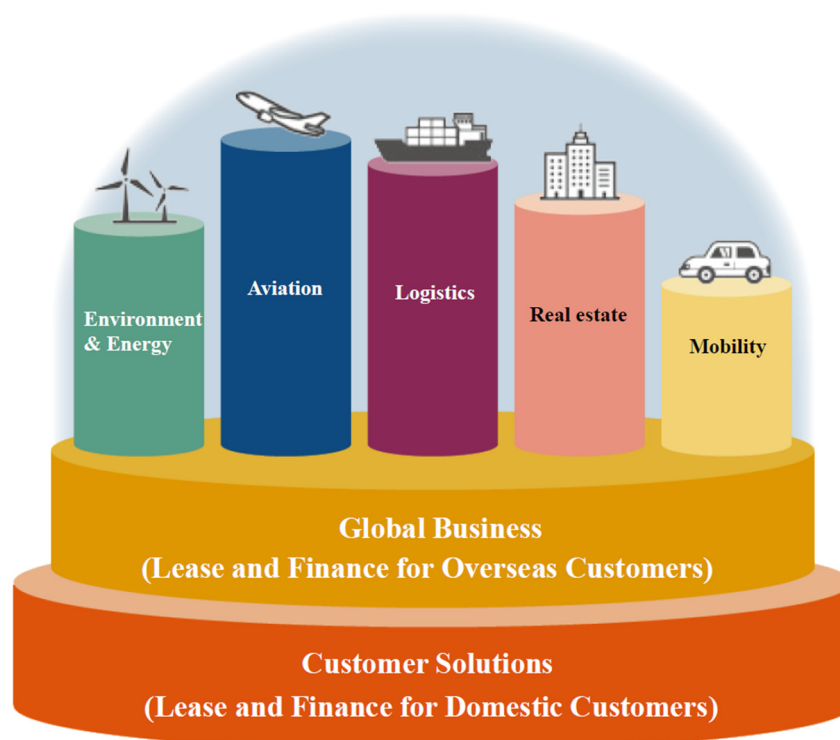 Environment
& Energy
Aviation
Logistics
Real estate
Mobility
Global Business
(Lease and Finance for Overseas Customers)
Customer Solutions
(Lease and Finance for Domestic Customers)